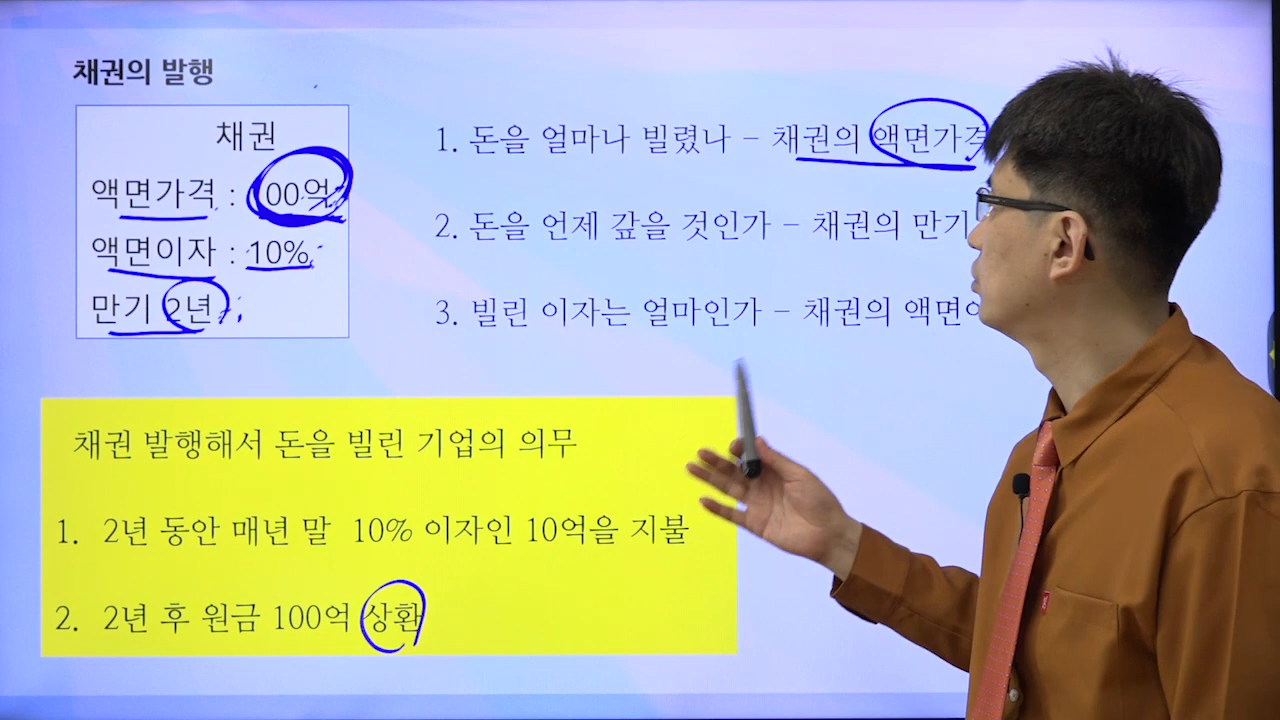 채권의 발행
채권
액면가격 : 00억
액면이자 : 10%
만기 2년
1. 돈을 얼마나 빌렸나 - 채권의 액면가격
2. 돈을 언제 갚을 것인가 - 채권의 만기
3. 빌린 이자는 얼마인가 - 채권의
채권 발행해서 돈을 빌린 기업의 의무
1. 2년 동안 매년 말 10% 이자인 10억을 지불
2. 2년 후 원금 100억 상환